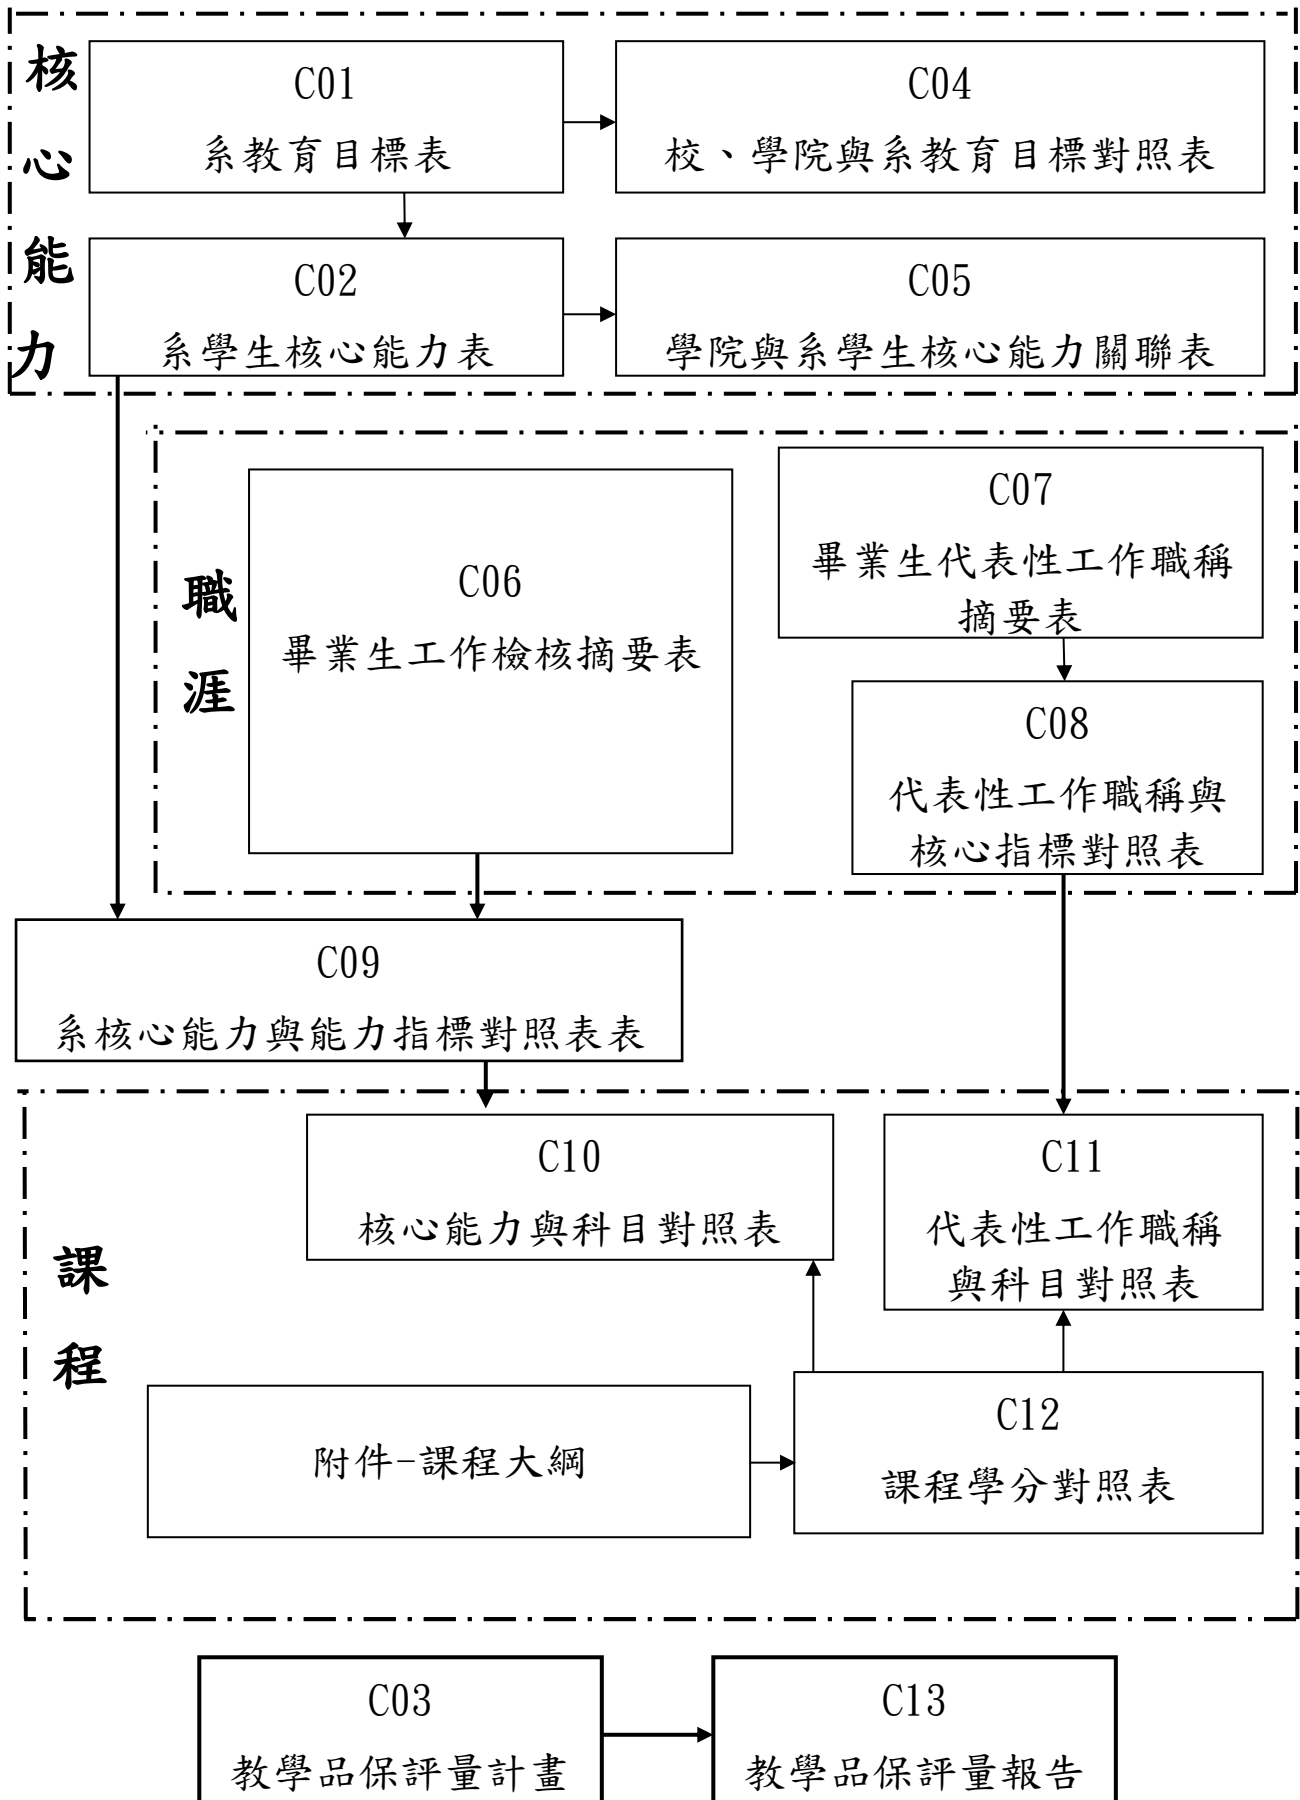 核
心
能
力
C01
系教育目標表
C04
校、學院與系教育目標對照表
C02
系學生核心能力表
C05
學院與系學生核心能力關聯表
職
涯
C06
畢業生工作檢核摘要表
C07
畢業生代表性工作職稱
摘要表
C08
代表性工作職稱與
核心指標對照表
C09
系核心能力與能力指標對照表表
課
程
C10
核心能力與科目對照表
C11
代表性工作職稱
與科目對照表
附件-課程大綱
C12
課程學分對照表
C03
教學品保評量計畫
C13
教學品保評量報告